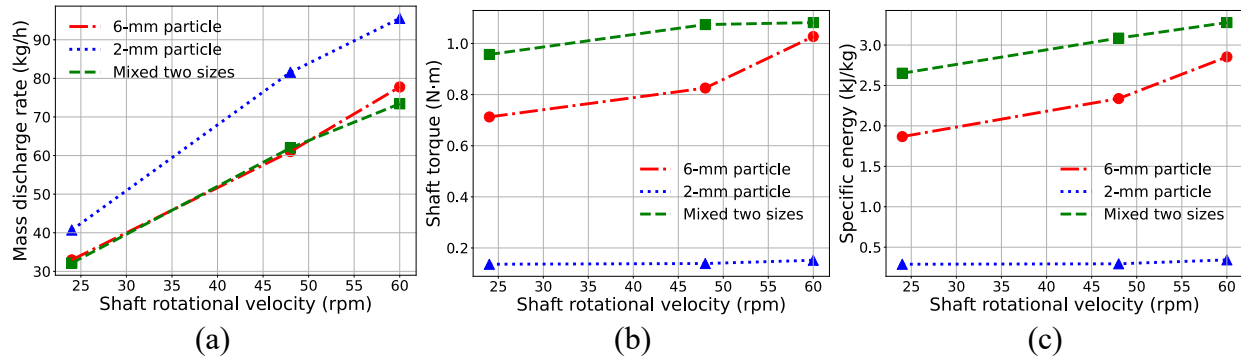 Mass discharge rate (kg/h)
90
80
70
60
50
40
30
6-mm particle
2-mm particle
Mixed two sizes
25 30 35 40 45 50 55 60
Shaft rotational velocity (rpm)
(a)
Shaft torque (N·m)
1.0
0.8
0.6
0.4
0.2
6-mm particle
2-mm particle
Mixed two sizes
25 30 35 40 45 50 55 60
Shaft rotational velocity (rpm)
(b)
Specific energy (kJ/kg)
3.0
2.5
2.0
1.5
1.0
0.5
6-mm particle
2-mm particle
Mixed two sizes
25 30 35 40 45 50 55 60
Shaft rotational velocity (rpm)
(c)